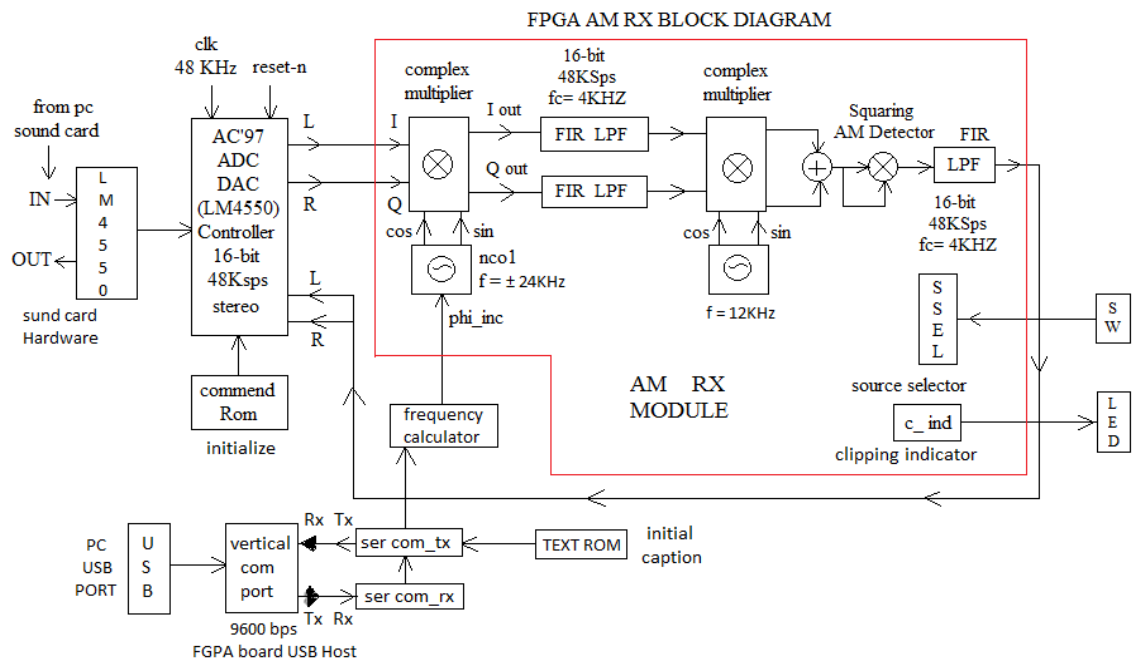 FPGA AM RX BLOCK DIAGRAM
clk
48 KHz
reset-n
from pc
sound card
IN
OUT
L
M
4
5
5
0
sund card
Hardware
AC'97
ADC
DAC
(LM4550)
Controller
16-bit
48Ksps
stereo
L
R
L
R
commend
Rom
initialize
I
Q
complex
multiplier
cos
sin
nco1
f = ± 24KHz
phi_inc
I out
Q out
16-bit
48KSps
fc= 4KHZ
FIR LPF
FIR LPF
complex
multiplier
cos
sin
f = 12KHz
Squaring
AM Detector
FIR
LPF
16-bit
48KSps
fc= 4KHZ
S
S
E
L
source selector
SW
c_ind
clipping indicator
L
E
D
AM RX
MODULE
frequency
calculator
PC
USB
PORT
U
S
B
vertical
com
port
9600 bps
FGPA board USB Host
Rx Tx
Tx Rx
ser com_tx
ser com_rx
TEXT ROM
initial
caption